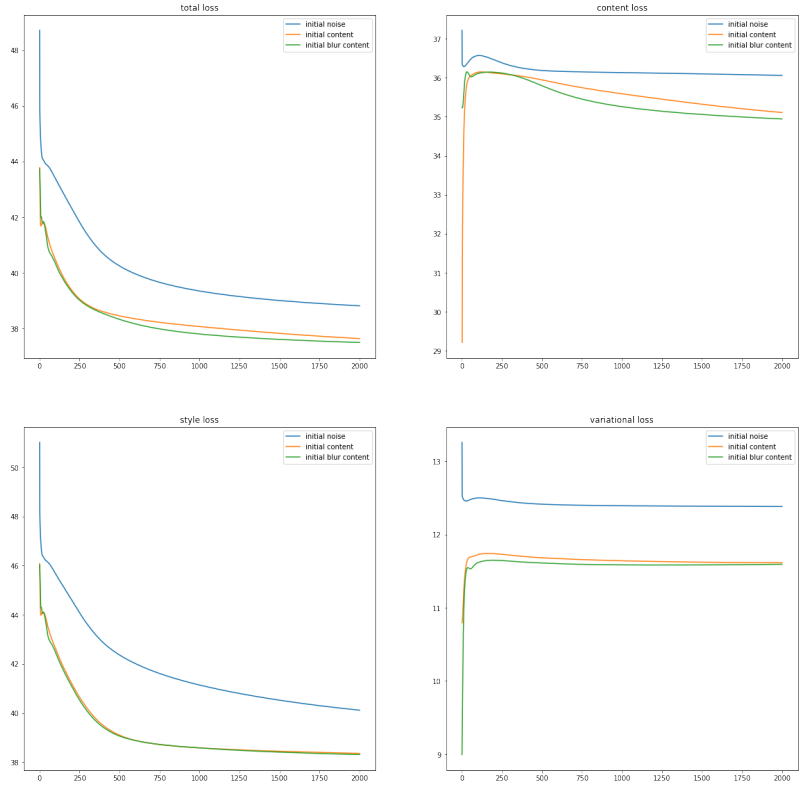 total loss
initial noise
initial content
initial blur content
48
46
44
42
40
38
0 250 500 750 1000 1250 1500 1750 2000
content loss
initial noise
initial content
initial blur content
37
36
35
34
33
32
31
30
29
0 250 500 750 1000 1250 1500 1750 2000
style loss
initial noise
initial content
initial blur content
50
48
46
44
42
40
38
0 250 500 750 1000 1250 1500 1750 2000
variational loss
initial noise
initial content
initial blur content
13
12
11
10
9
0 250 500 750 1000 1250 1500 1750 2000